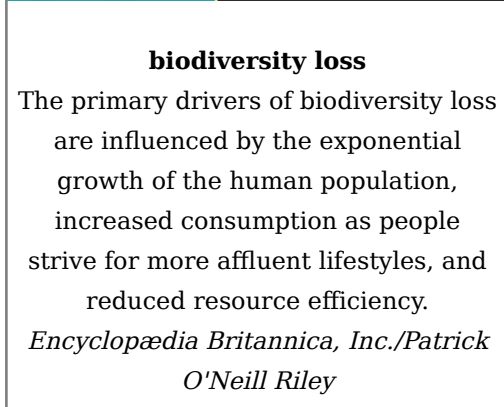 biodiversity loss
The primary drivers of biodiversity loss
are influenced by the exponential
growth of the human population,
increased consumption as people
strive for more affluent lifestyles, and
reduced resource efficiency.
Encyclopædia Britannica, Inc./Patrick
O'Neill Riley